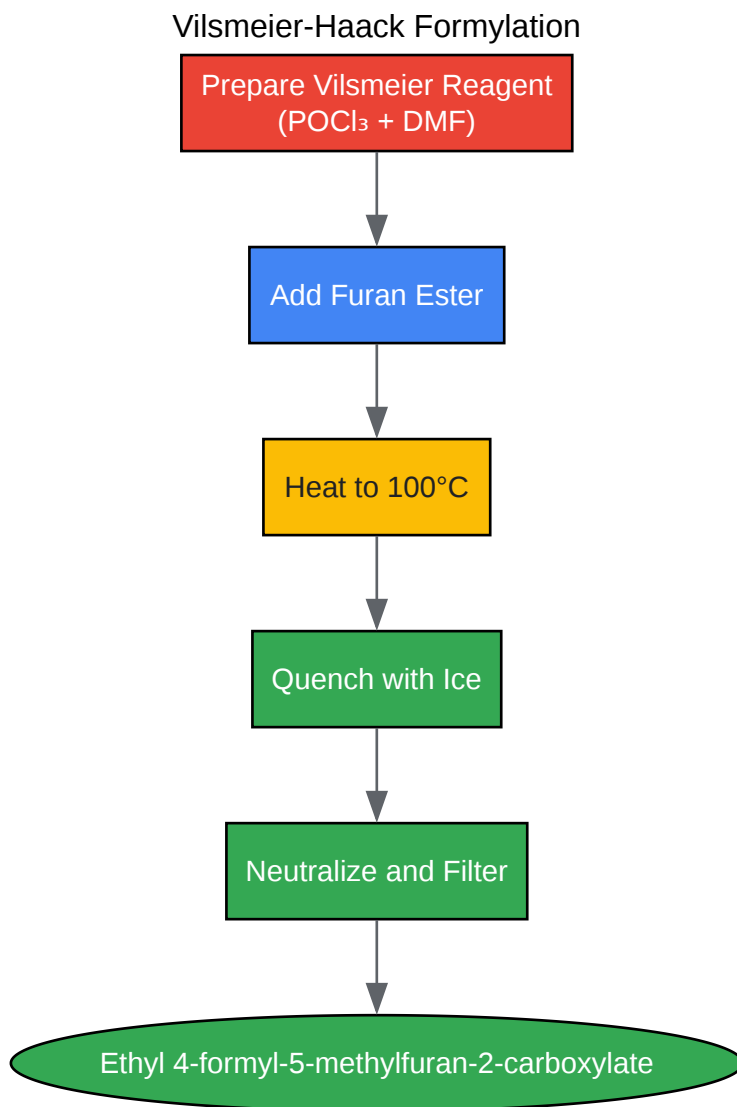 Vilsmeier-Haack Formylation
Prepare Vilsmeier Reagent
(POCl₃ + DMF)
Add Furan Ester
Heat to 100°C
Quench with Ice
Neutralize and Filter
Ethyl 4-formyl-5-methylfuran-2-carboxylate